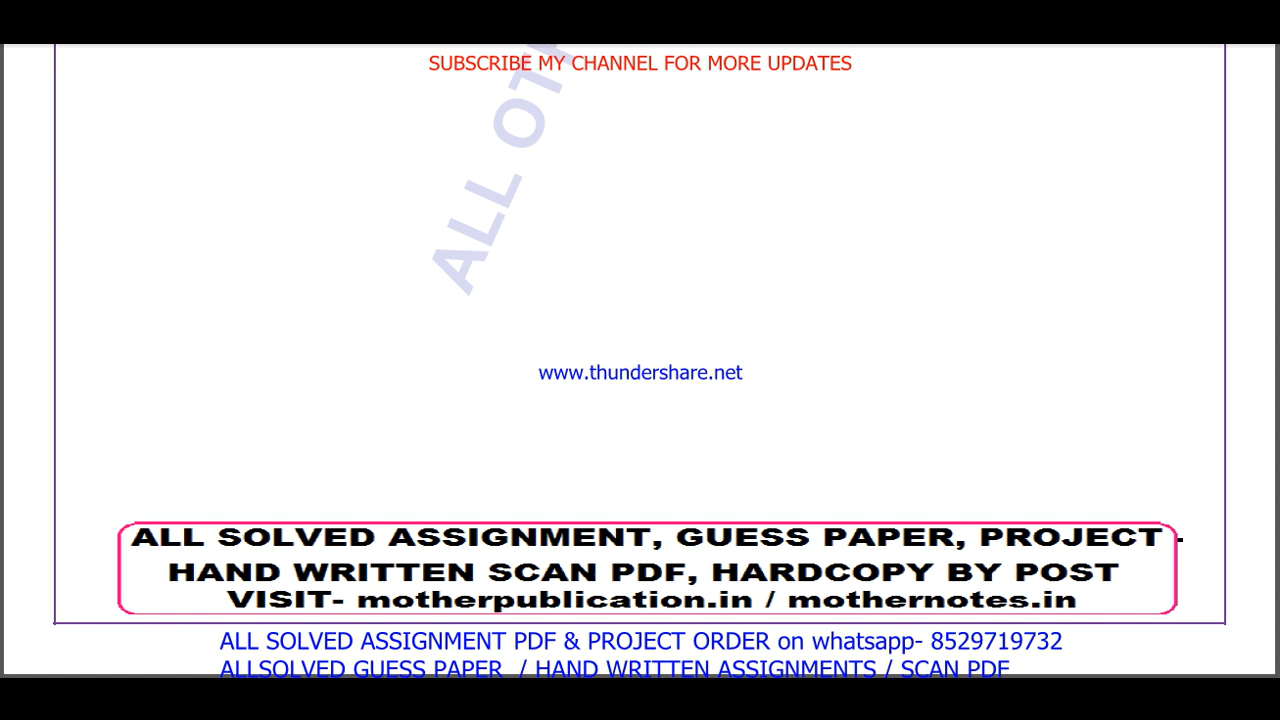 SUBSCRIBE MY CHANNEL FOR MORE UPDATES
ALL OTH
www.thundershare.net
ALL SOLVED ASSIGNMENT, GUESS PAPER, PROJECT -
HAND WRITTEN SCAN PDF, HARDCOPY BY POST
VISIT- motherpublication.in / mothernotes.in
ALL SOLVED ASSIGNMENT PDF & PROJECT ORDER on whatsapp- 8529719732
ALLSOLVED GUESS PAPER / HAND WRITTEN ASSIGNMENTS / SCAN PDF